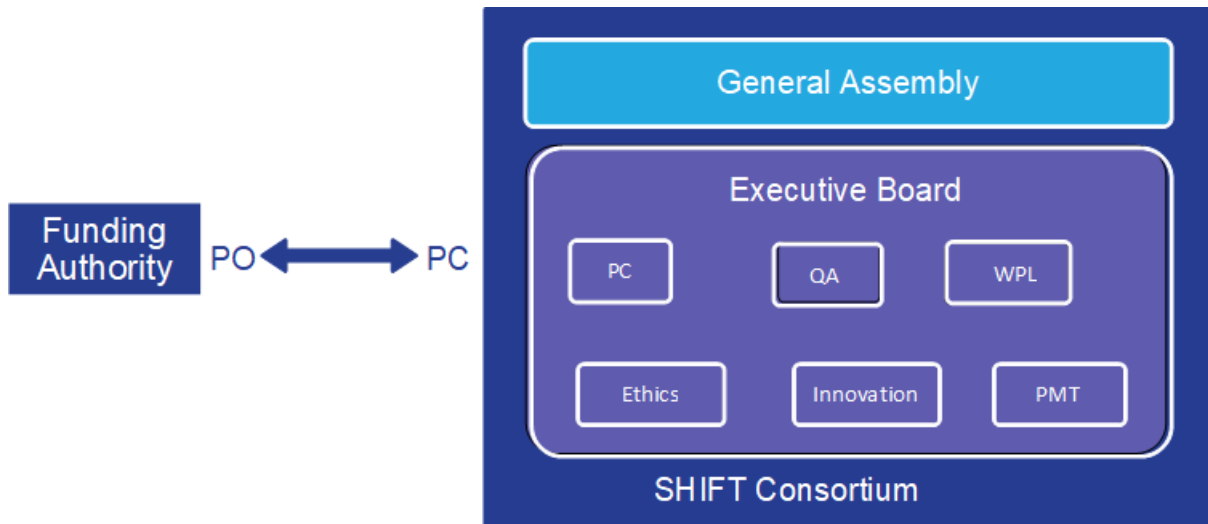 General Assembly
Executive Board
Funding
Authority
PO
PC
PC
QA
WPL
Ethics
Innovation
PMT
SHIFT Consortium